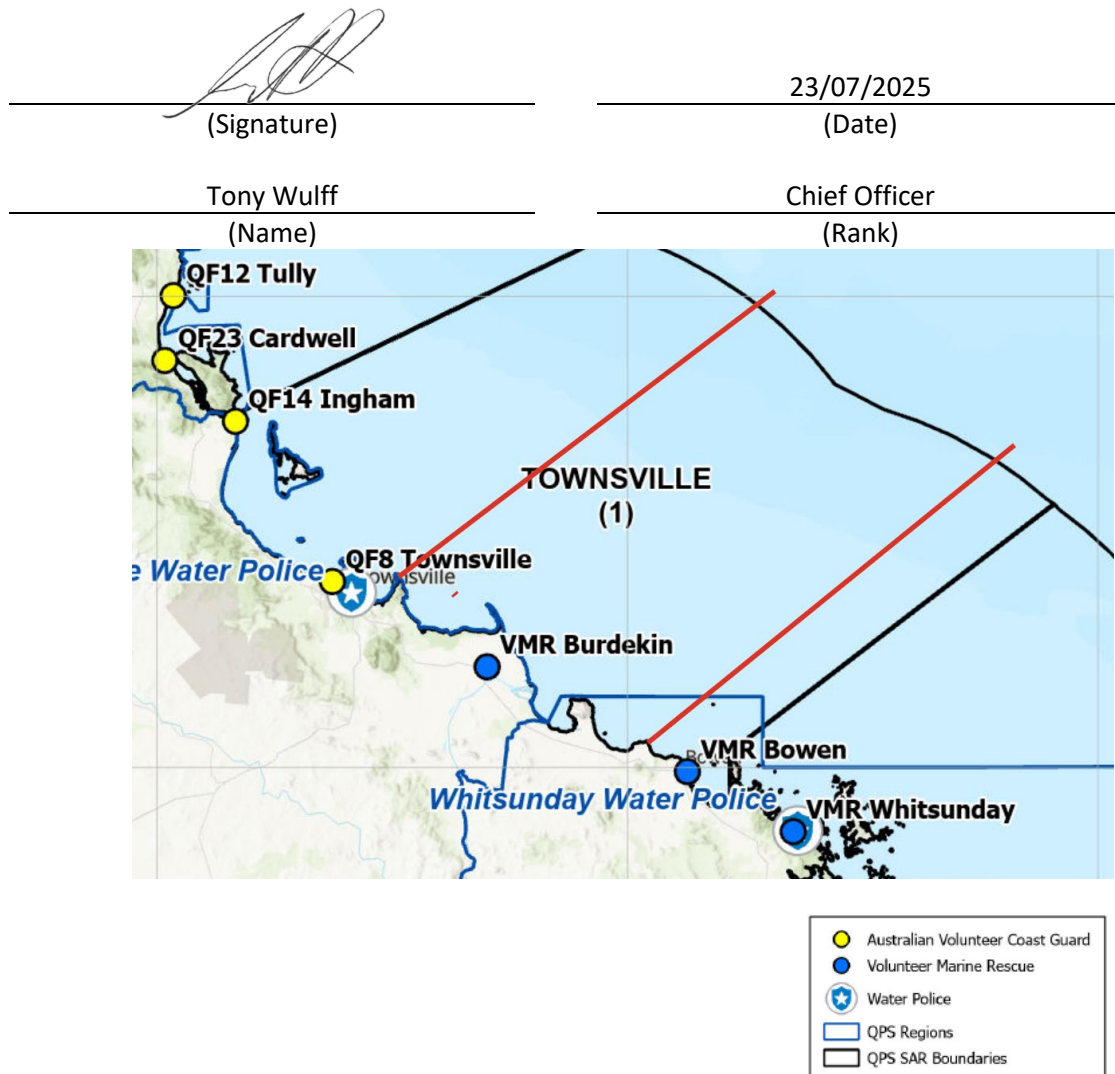 23/07/2025
(Signature) (Date)
Tony Wulff Chief Officer
(Name) (Rank)
QF12 Tully
QF23 Cardwell
QF14 Ingham
TOWNSVILLE
(1)
QF8 Townsville
e Water Police
ownsville
VMR Burdekin
VMR Bowen
Whitsunday Water Police
VMR Whitsunday
Australian Volunteer Coast Guard
Volunteer Marine Rescue
Water Police
QPS Regions
QPS SAR Boundaries